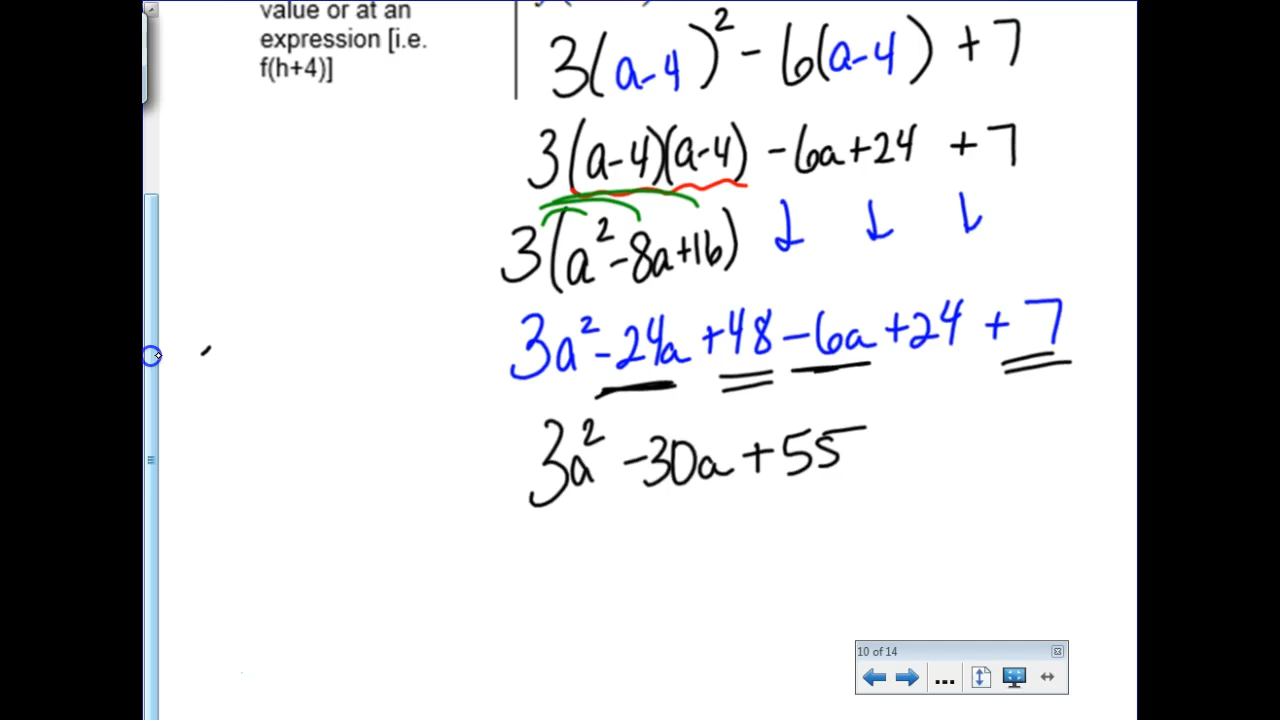 value or at an
expression [i.e.
f(h+4)]
3(a-4)² - 6(a-4) +7
3(a-4)(a-4) -6a+24 +7
3(a²-8a+16) ↓ ↓ ↓
3a²-24a +48 -6a +24 + 7
3a² -30a +55
10 of 14
...